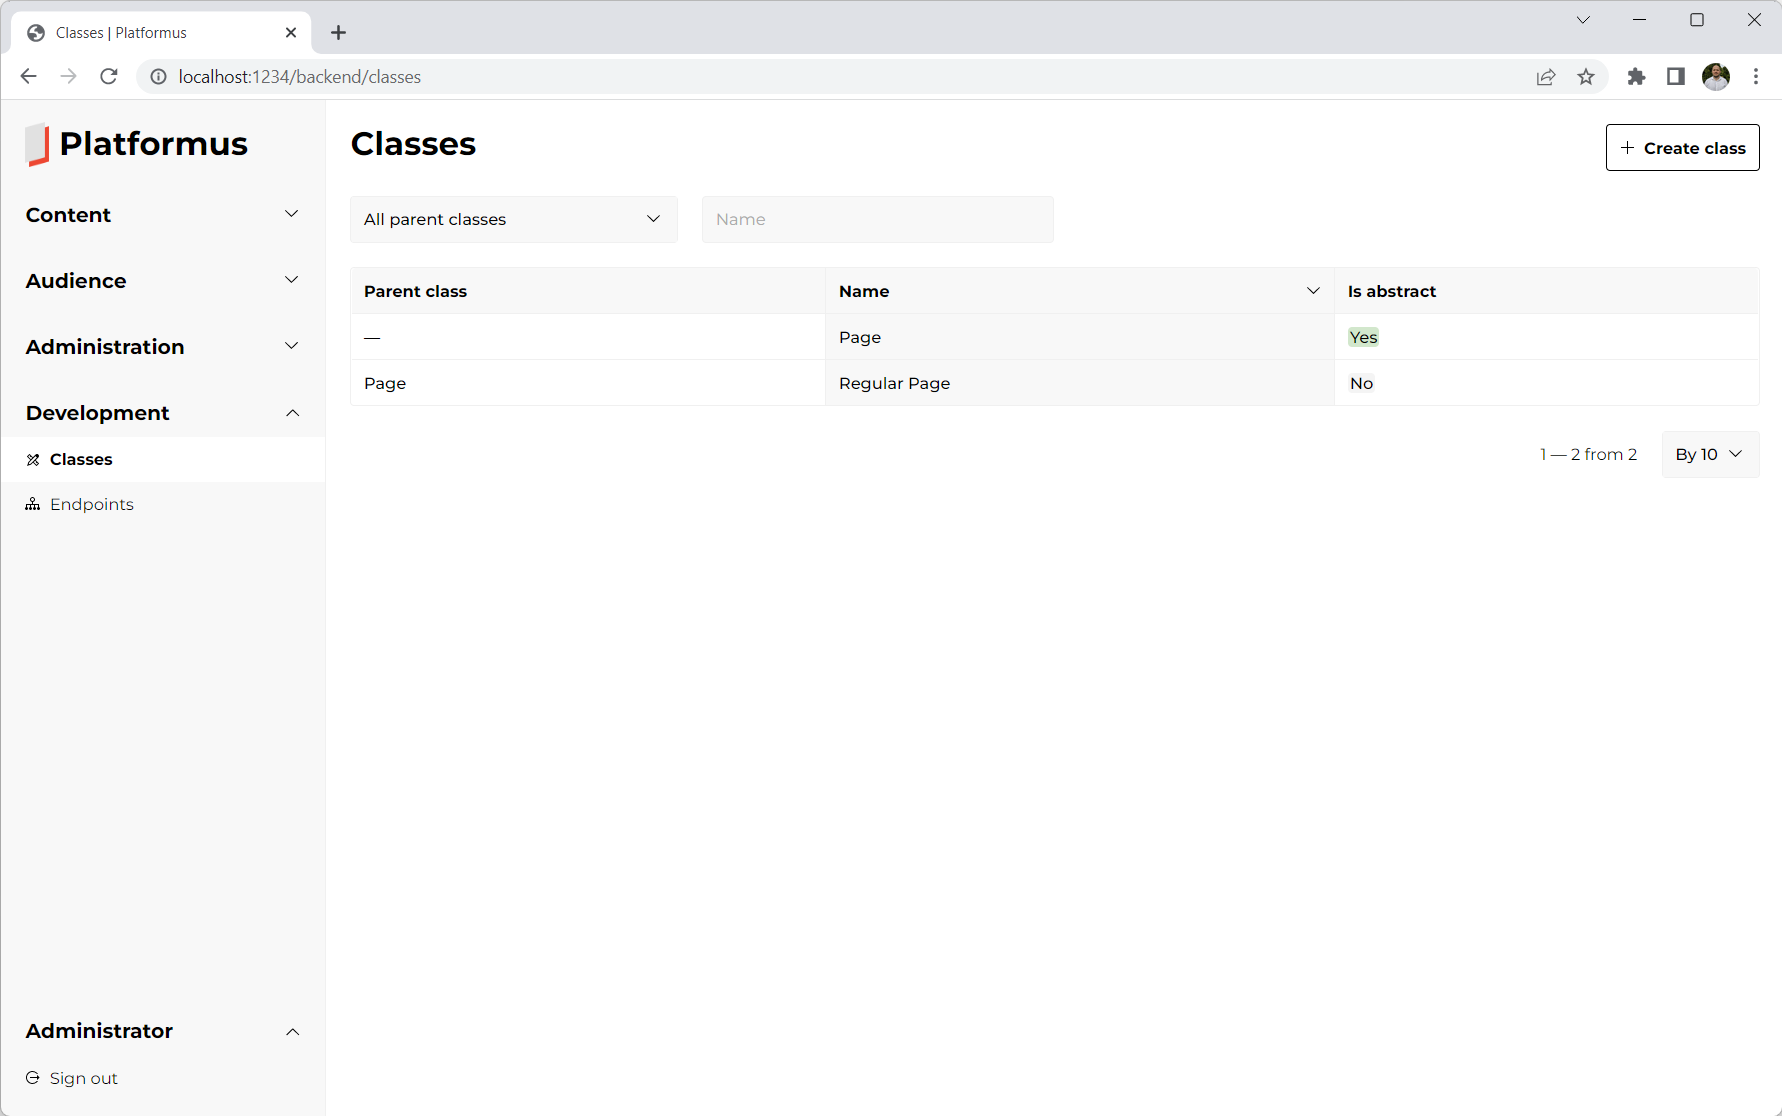 Classes | Platformus
localhost:1234/backend/classes
Platformus
Content
Audience
Administration
Development
Classes
Endpoints
Administrator
Sign out
Classes
+ Create class
All parent classes
Name
Parent class Name Is abstract
— Page Yes
Page Regular Page No
1 — 2 from 2 By 10